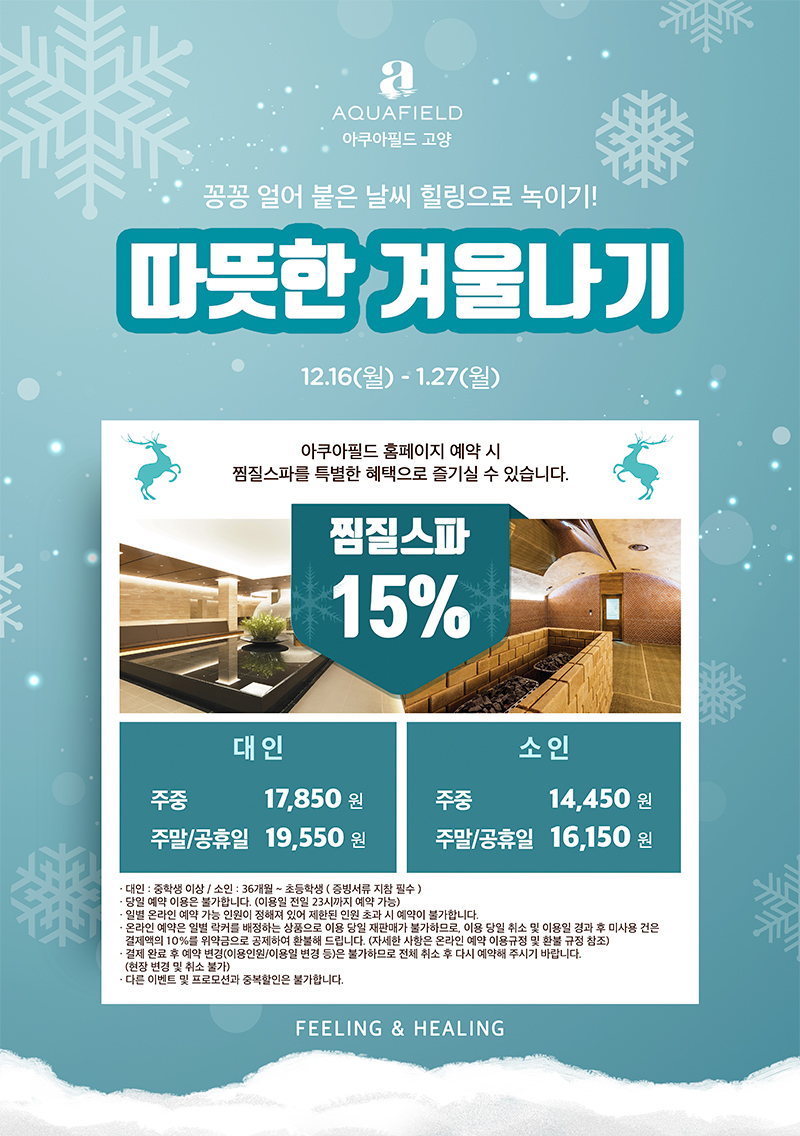 a
AQUAFIELD
아쿠아필드 고양
꽁꽁 얼어 붙은 날씨 힐링으로 녹이기!
따뜻한 겨울나기
12.16(월) - 1.27(월)
아쿠아필드 홈페이지 예약 시
찜질스파를 특별한 혜택으로 즐기실 수 있습니다.
찜질스파
15%
대인
주중 17,850 원
주말/공휴일 19,550 원
소인
주중 14,450 원
주말/공휴일 16,150 원
· 대인 : 중학생 이상 / 소인 : 36개월 ~ 초등학생 ( 증빙서류 지참 필수 )
· 당일 예약 이용은 불가합니다. (이용일 전일 23시까지 예약 가능)
· 일별 온라인 예약 가능 인원이 정해져 있어 제한된 인원 초과 시 예약이 불가합니다.
· 온라인 예약은 일별 락커를 배정하는 상품으로 이용 당일 재판매가 불가하므로, 이용 당일 취소 및 이용일 경과 후 미사용 건은
결제액의 10%를 위약금으로 공제하여 환불해 드립니다. (자세한 사항은 온라인 예약 이용규정 및 환불 규정 참조)
· 결제 완료 후 예약 변경(이용인원/이용일 변경 등)은 불가하므로 전체 취소 후 다시 예약해 주시기 바랍니다.
(현장 변경 및 취소 불가)
· 다른 이벤트 및 프로모션과 중복할인은 불가합니다.
FEELING & HEALING